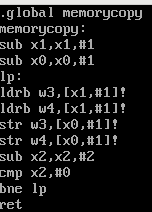 .global memorycopy
memorycopy:
sub x1,x1,#1
sub x0,x0,#1
lp:
ldrb w3,[x1,#1]!
ldrb w4,[x1,#1]!
str w3,[x0,#1]!
str w4,[x0,#1]!
sub x2,x2,#2
cmp x2,#0
bne lp
ret